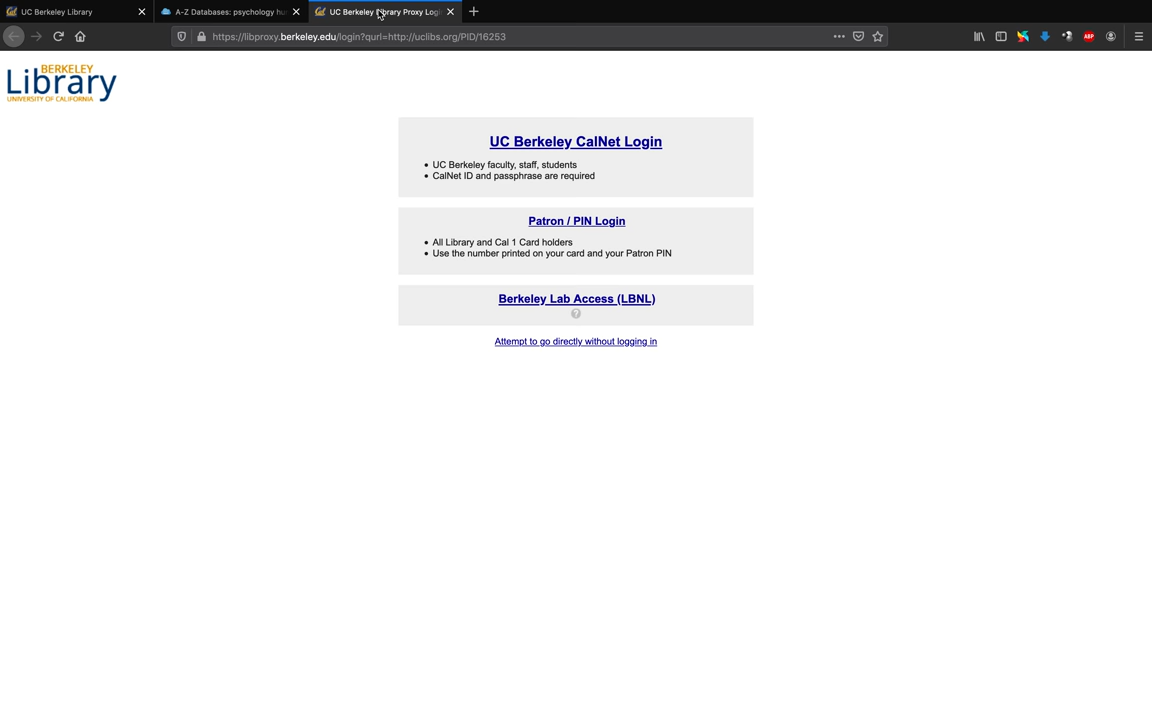 UC Berkeley Library
A-Z Databases: psychology hu
UC Berkeley Library Proxy Logi
https://libproxy.berkeley.edu/login?qurl=http://uclibs.org/PID/16253
ABP
BERKELEY
Library
UNIVERSITY OF CALIFORNIA
UC Berkeley CalNet Login
• UC Berkeley faculty, staff, students
• CalNet ID and passphrase are required
Patron / PIN Login
• All Library and Cal 1 Card holders
• Use the number printed on your card and your Patron PIN
Berkeley Lab Access (LBNL)
?
Attempt to go directly without logging in